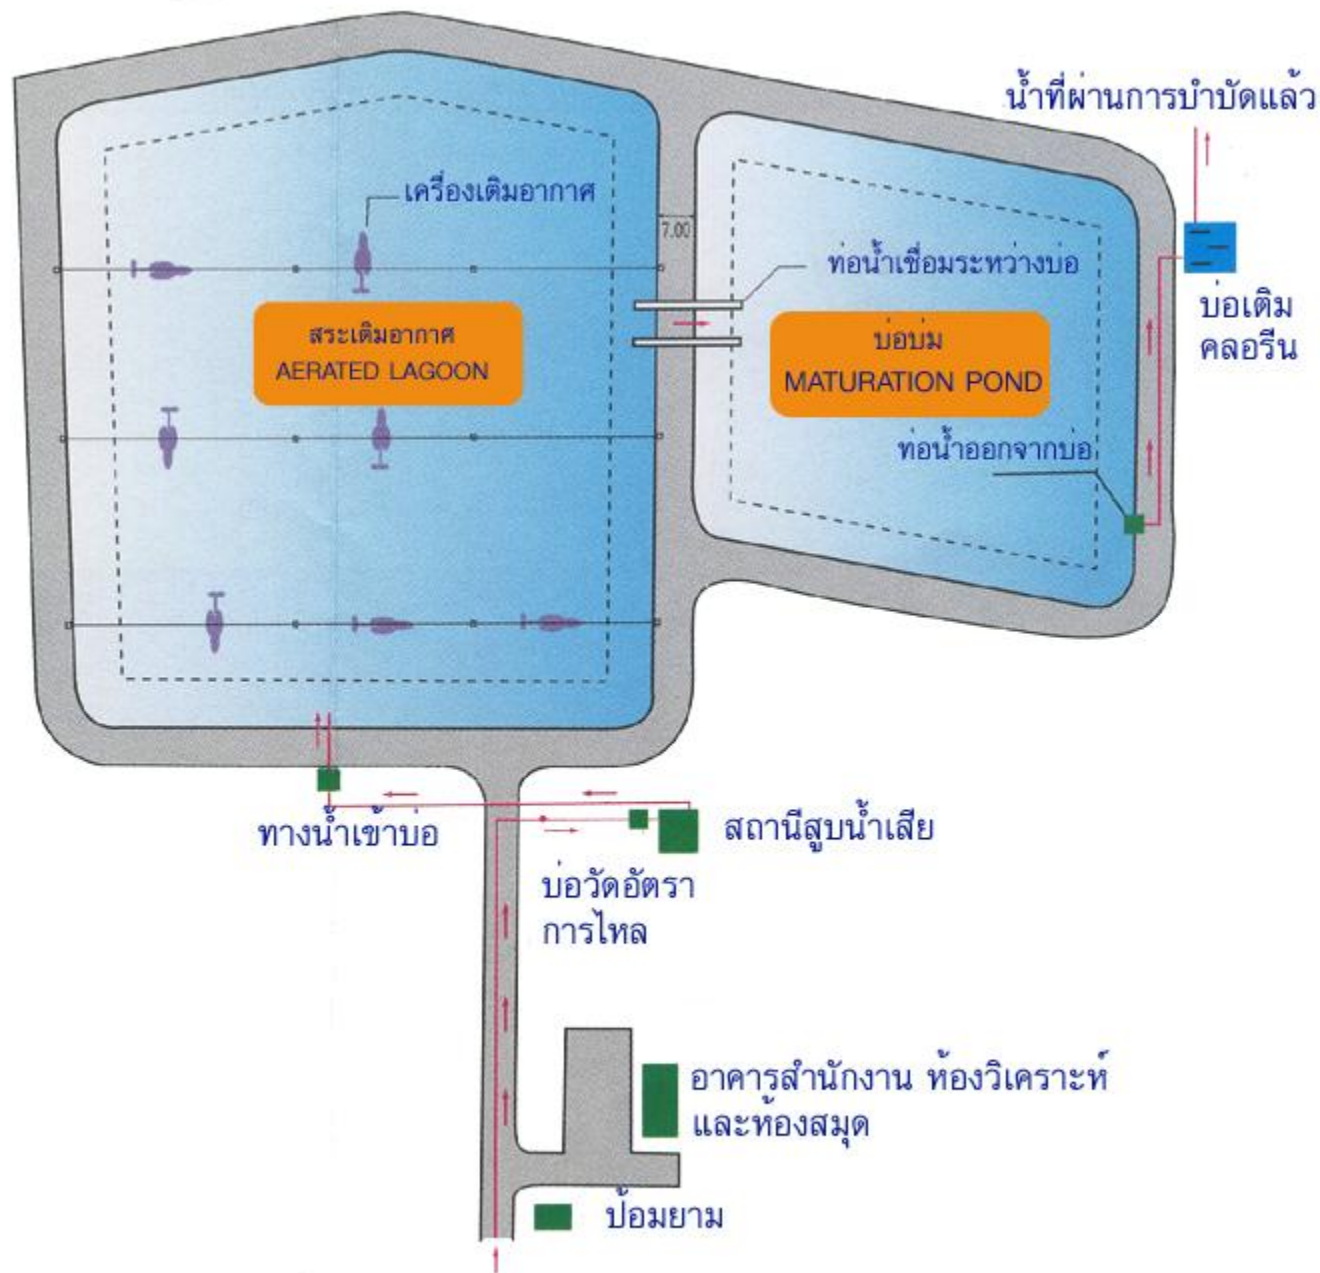 น้ำที่ผ่านการบำบัดแล้ว
เครื่องเติมอากาศ
7.00
ท่อน้ำเชื่อมระหว่างบ่อ
บ่อเติม
คลอรีน
สระเติมอากาศ
AERATED LAGOON
บ่อบ่ม
MATURATION POND
ท่อน้ำออกจากบ่อ
ทางน้ำเข้าบ่อ
สถานีสูบน้ำเสีย
บ่อวัดอัตรา
การไหล
อาคารสำนักงาน ห้องวิเคราะห์
และห้องสมุด
ป้อมยาม